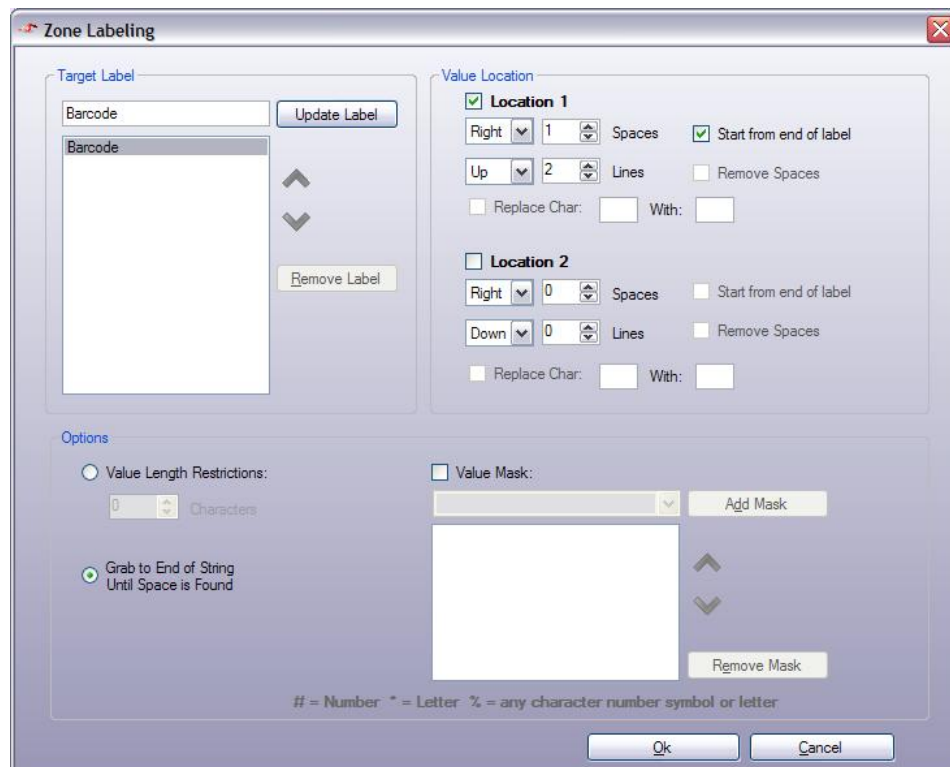 Zone Labeling
Target Label
Barcode
Update Label
Barcode
Remove Label
Value Location
Location 1
Right 1 Spaces Start from end of label
Up 2 Lines Remove Spaces
Replace Char: With:
Location 2
Right 0 Spaces Start from end of label
Down 0 Lines Remove Spaces
Replace Char: With:
Options
Value Length Restrictions:
0 Characters
Grab to End of String
Until Space is Found
Value Mask:
Add Mask
Remove Mask
# = Number * = Letter % = any character number symbol or letter
Ok Cancel